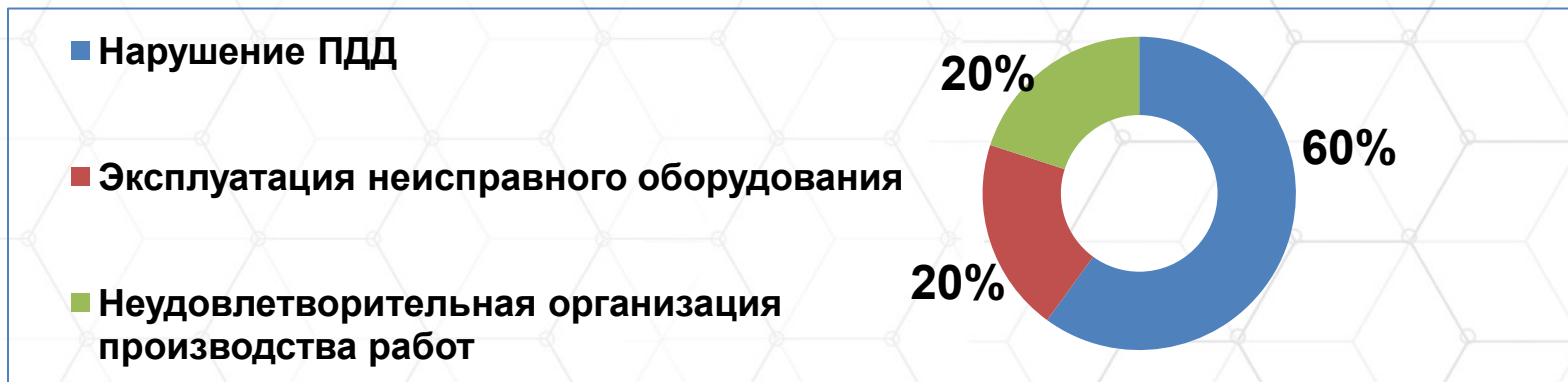 Нарушение ПДД
Эксплуатация неисправного оборудования
Неудовлетворительная организация
производства работ
20%
60%
20%